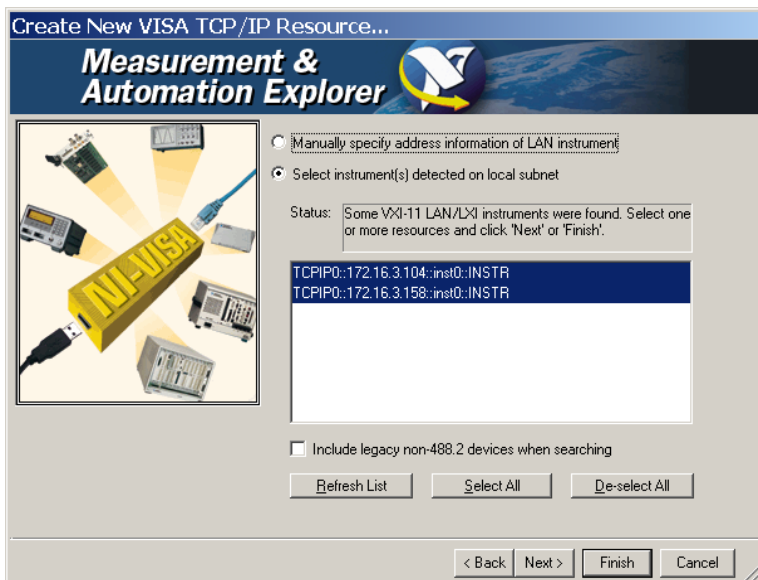 Create New VISA TCP/IP Resource...
Measurement &
Automation Explorer
NI-VISA
Manually specify address information of LAN instrument
Select instrument(s) detected on local subnet
Status:
Some VXI-11 LAN/LXI instruments were found. Select one
or more resources and click 'Next' or 'Finish'.
TCPIP0::172.16.3.104::inst0::INSTR
TCPIP0::172.16.3.158::inst0::INSTR
Include legacy non-488.2 devices when searching
Refresh List
Select All
De-select All
< Back
Next >
Finish
Cancel